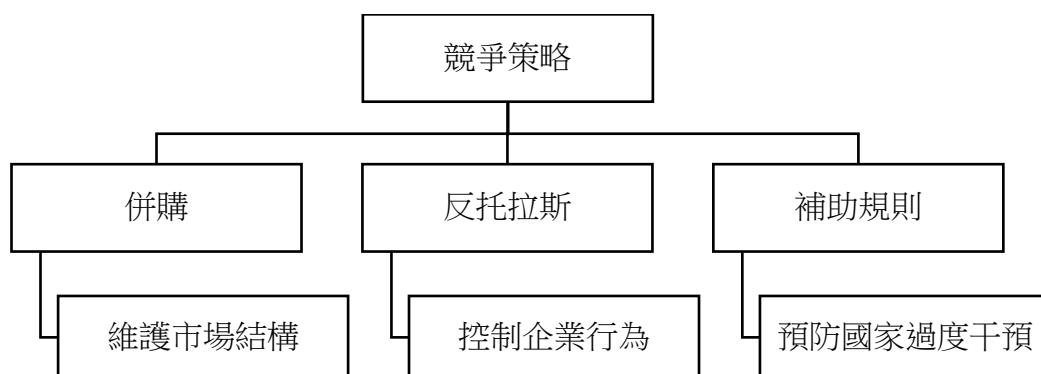 競爭策略
併購
反托拉斯
補助規則
維護市場結構
控制企業行為
預防國家過度干預